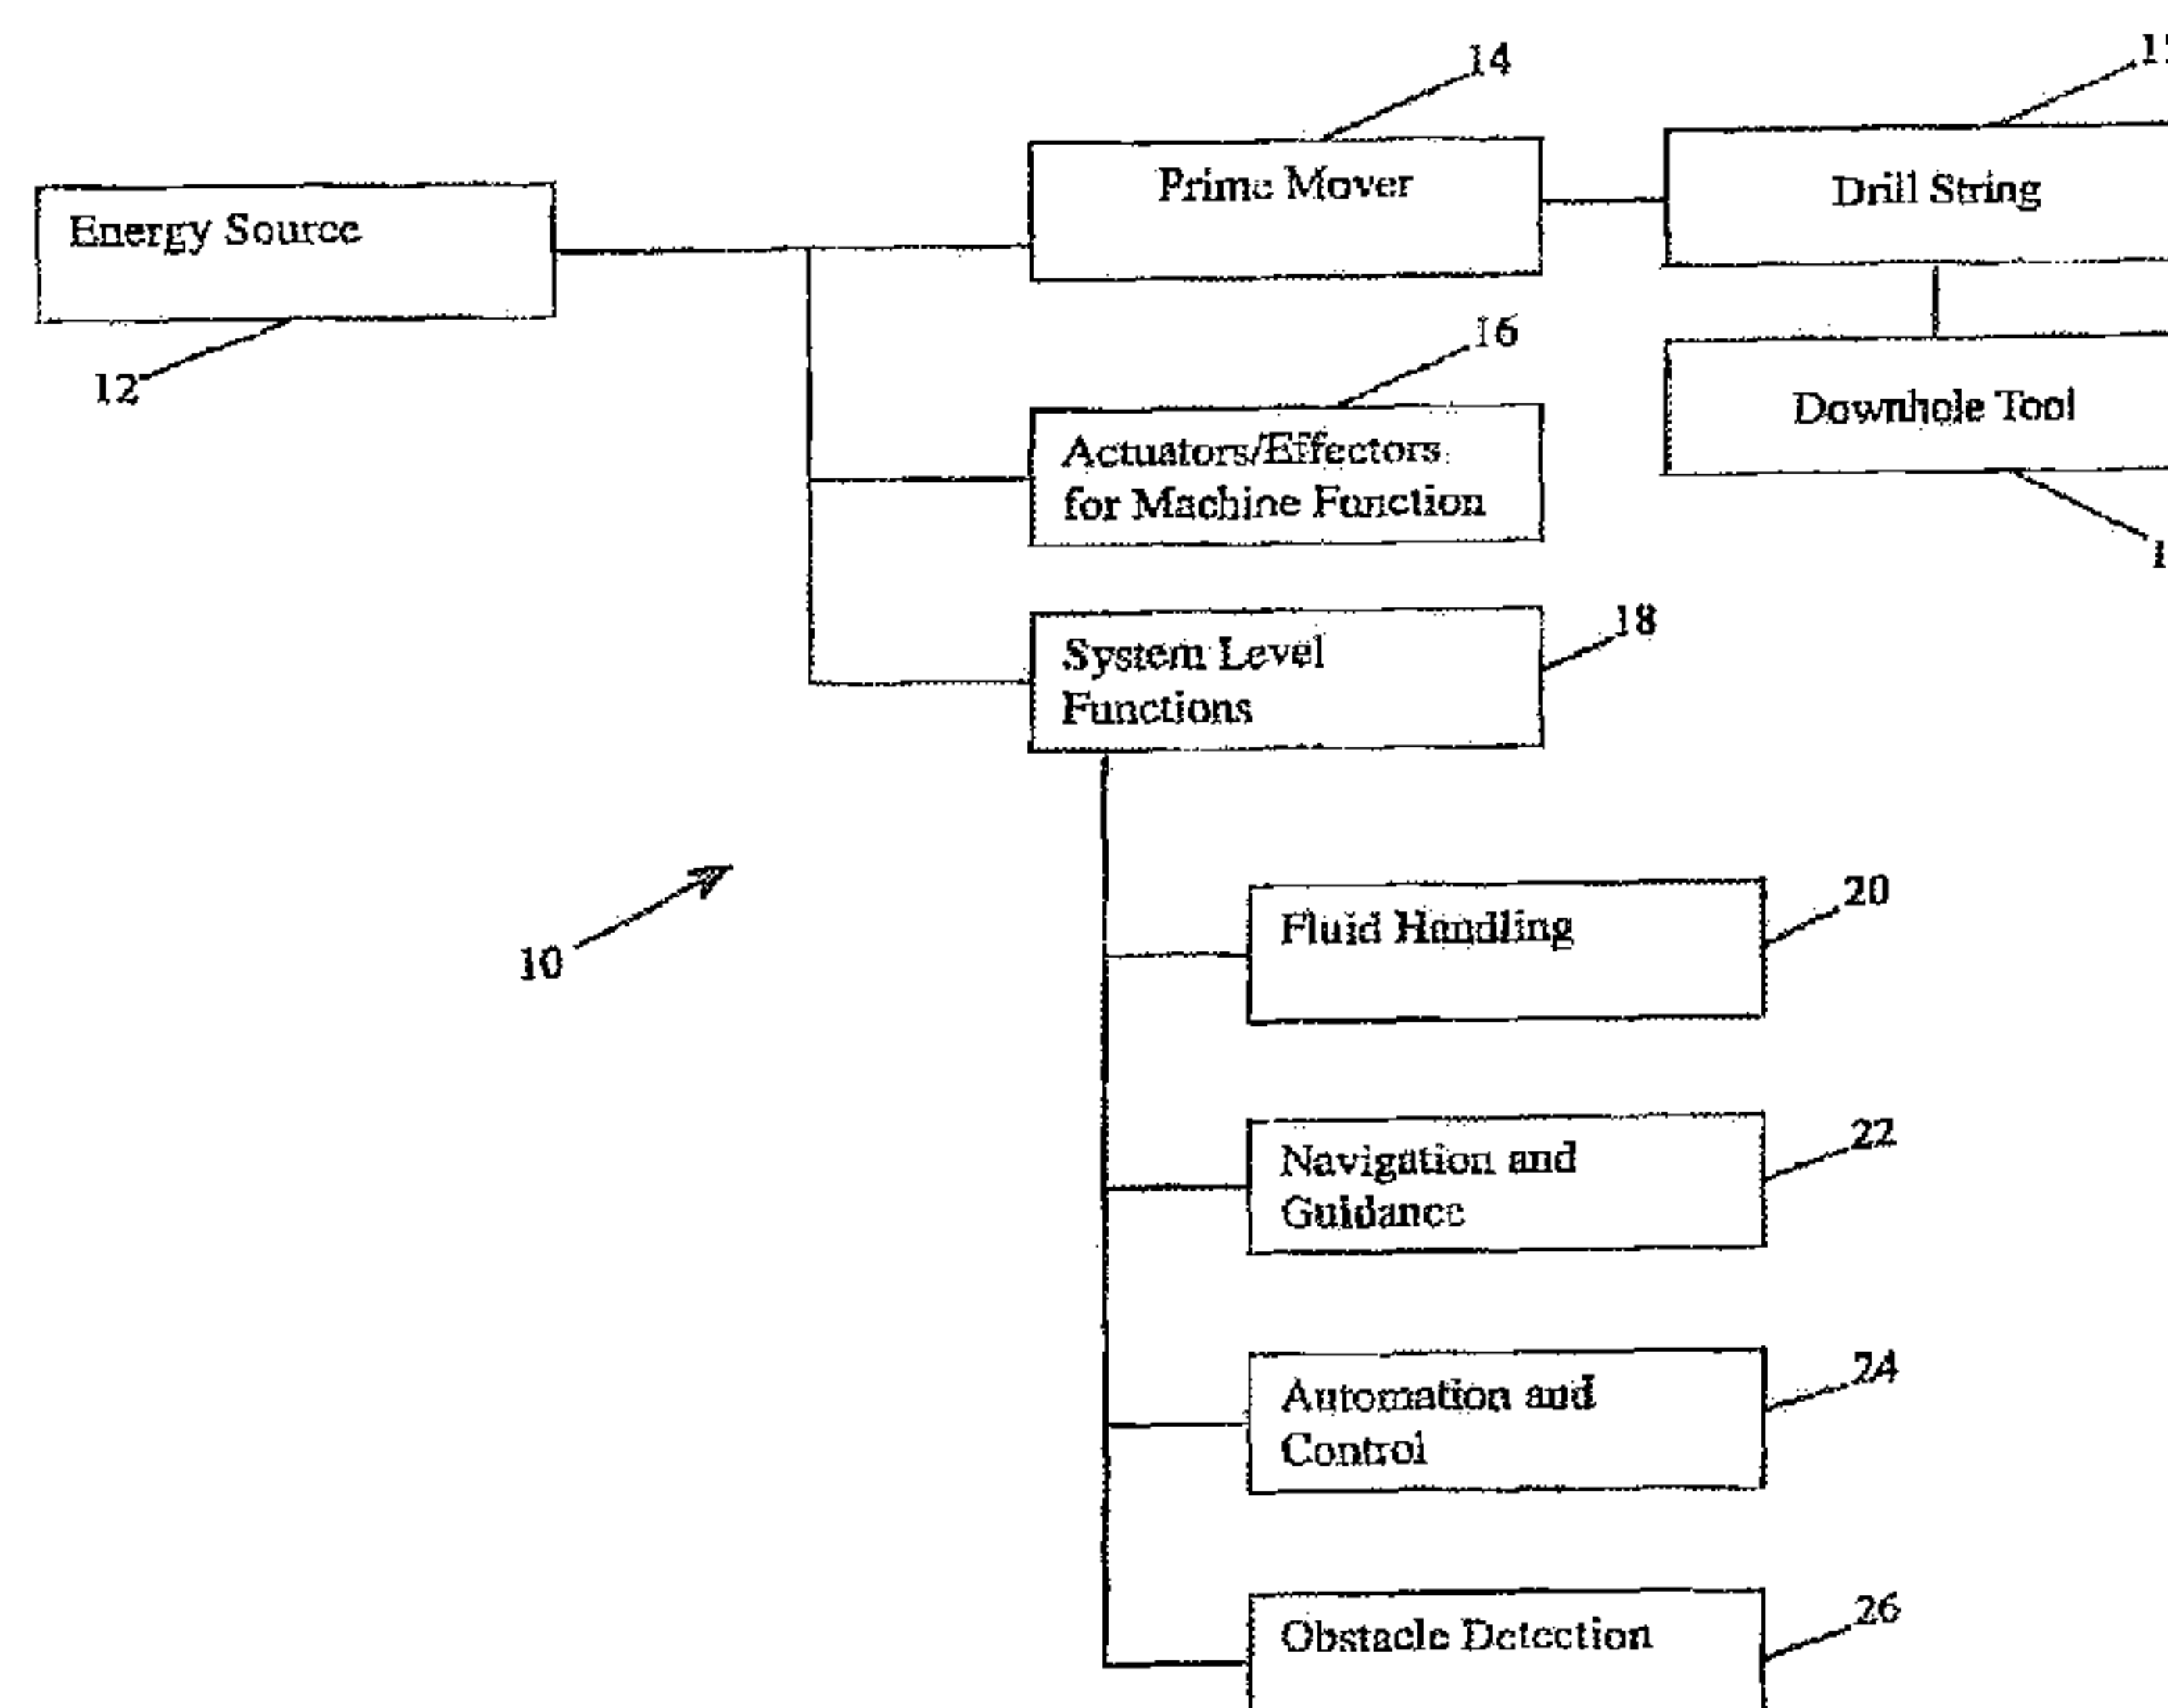 14
Prime Mover
Drill String
Energy Source
12
16
Downhole Tool
Actuators/Effectors
for Machine Function
18
System Level
Functions
10
20
Fluid Handling
22
Navigation and
Guidance
24
Automation and
Control
26
Obstacle Detection